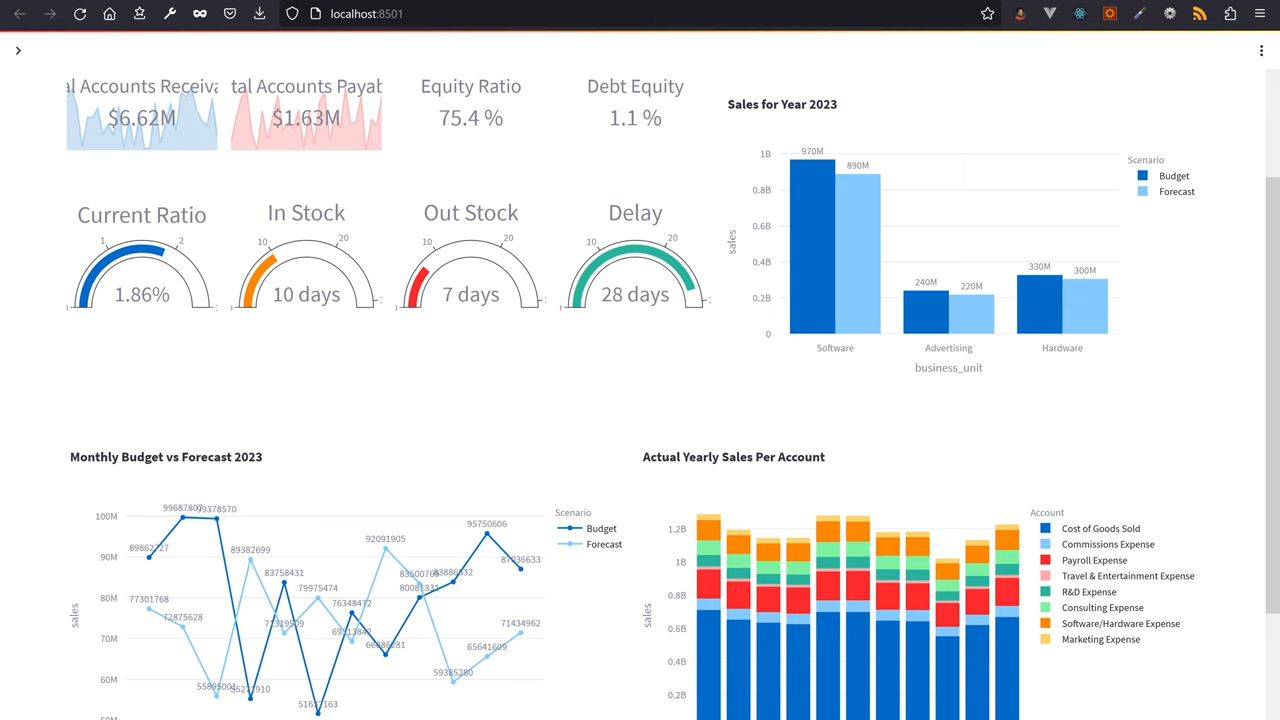 localhost:8501
al Accounts Receiva
$6.62M
tal Accounts Payab
$1.63M
Equity Ratio
75.4 %
Debt Equity
1.1 %
Current Ratio
1
2
1.86%
In Stock
10
20
10 days
Out Stock
10
20
7 days
Delay
10
20
28 days
Sales for Year 2023
1B
0.8B
0.6B
0.4B
0.2B
0
sales
970M
890M
240M
220M
330M
300M
Software
Advertising
Hardware
business_unit
Scenario
Budget
Forecast
Monthly Budget vs Forecast 2023
100M
90M
80M
70M
60M
sales
99378570
89382699
83758431
92091905
95750606
87036633
77301768
72875628
79975474
76348472
80081331
71434962
65641609
59385280
Scenario
Budget
Forecast
Actual Yearly Sales Per Account
1.2B
1B
0.8B
0.6B
0.4B
0.2B
sales
Account
Cost of Goods Sold
Commissions Expense
Payroll Expense
Travel & Entertainment Expense
R&D Expense
Consulting Expense
Software/Hardware Expense
Marketing Expense